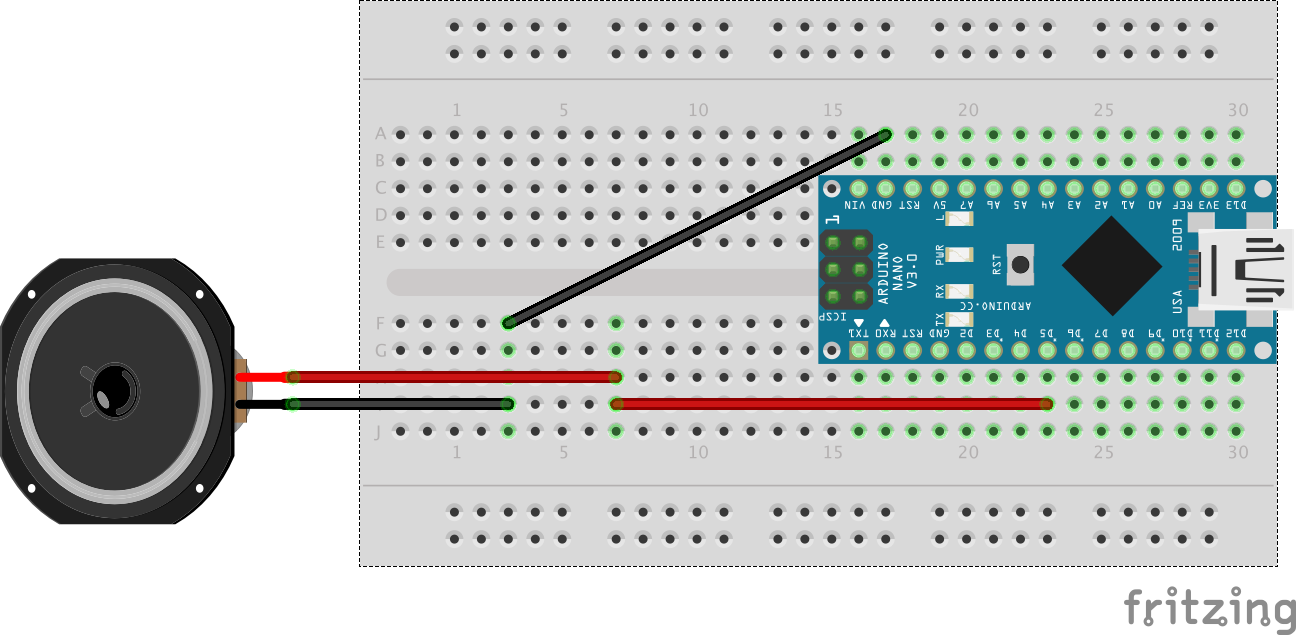 1 5 10 15 20 25 30
A
B
C
D
E
VIN GND RST 5V A7 A6 A5 A4 A3 A2 A1 A0 REF 3V3 D13
1
L
PWR
RX
TX
RST
ARDUINO
NANO
V3.0
ARDUINO.CC
USA
ICSP
F
G
TX1 RX0 RST GND D2 D3 D4 D5 D6 D7 D8 D9 D10 D11 D12
J
1 5 10 15 20 25 30
fritzing